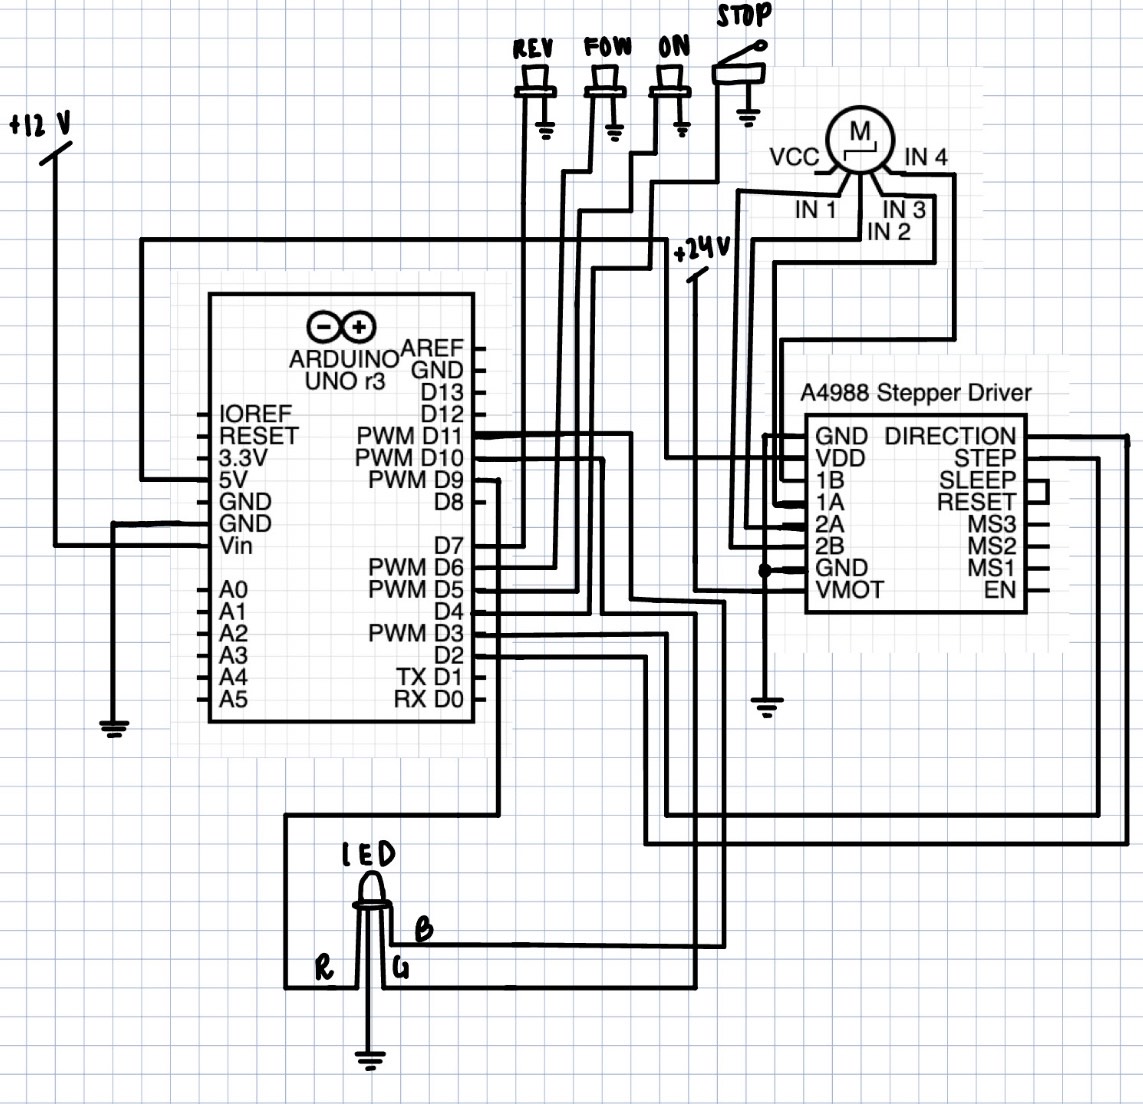 STOP
REV FOW ON
+12 V
M
VCC IN 4
IN 1 IN 3
IN 2
+24V
ARDUINO
UNO r3
AREF
GND
D13
D12
IOREF
RESET PWM D11
3.3V PWM D10
5V PWM D9
GND D8
GND
Vin D7
PWM D6
A0 PWM D5
A1 D4
A2 PWM D3
A3 D2
A4 TX D1
A5 RX D0
A4988 Stepper Driver
GND DIRECTION
VDD STEP
1B SLEEP
1A RESET
2A MS3
2B MS2
GND MS1
VMOT EN
LED
B
R G